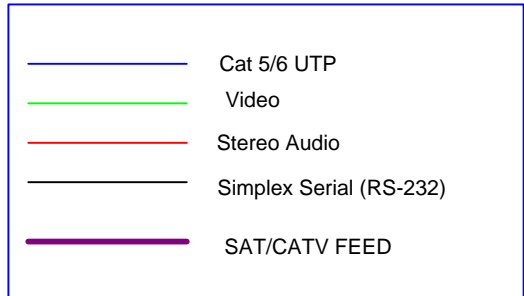 Cat 5/6 UTP
Video
Stereo Audio
Simplex Serial (RS-232)
SAT/CATV FEED